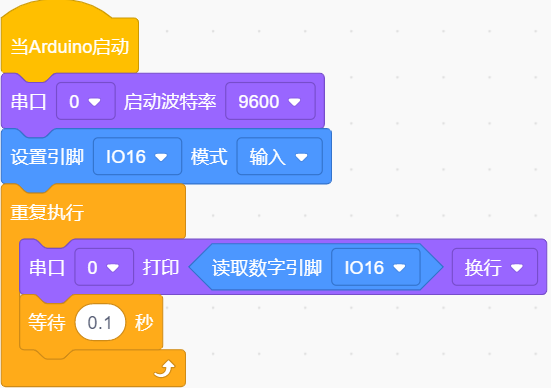 当Arduino启动
串口 0 启动波特率 9600
设置引脚 IO16 模式 输入
重复执行
串口 0 打印 读取数字引脚 IO16 换行
等待 0.1 秒